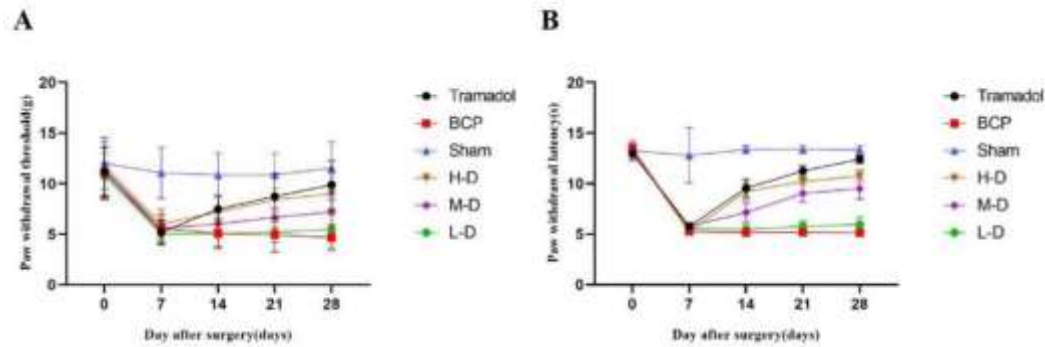 A
Paw withdrawal threshold(g)
20
15
10
5
0
0 7 14 21 28
Day after surgery(days)
Tramadol
BCP
Sham
H-D
M-D
L-D
B
Paw withdrawal latency(s)
20
15
10
5
0
0 7 14 21 28
Day after surgery(days)
Tramadol
BCP
Sham
H-D
M-D
L-D